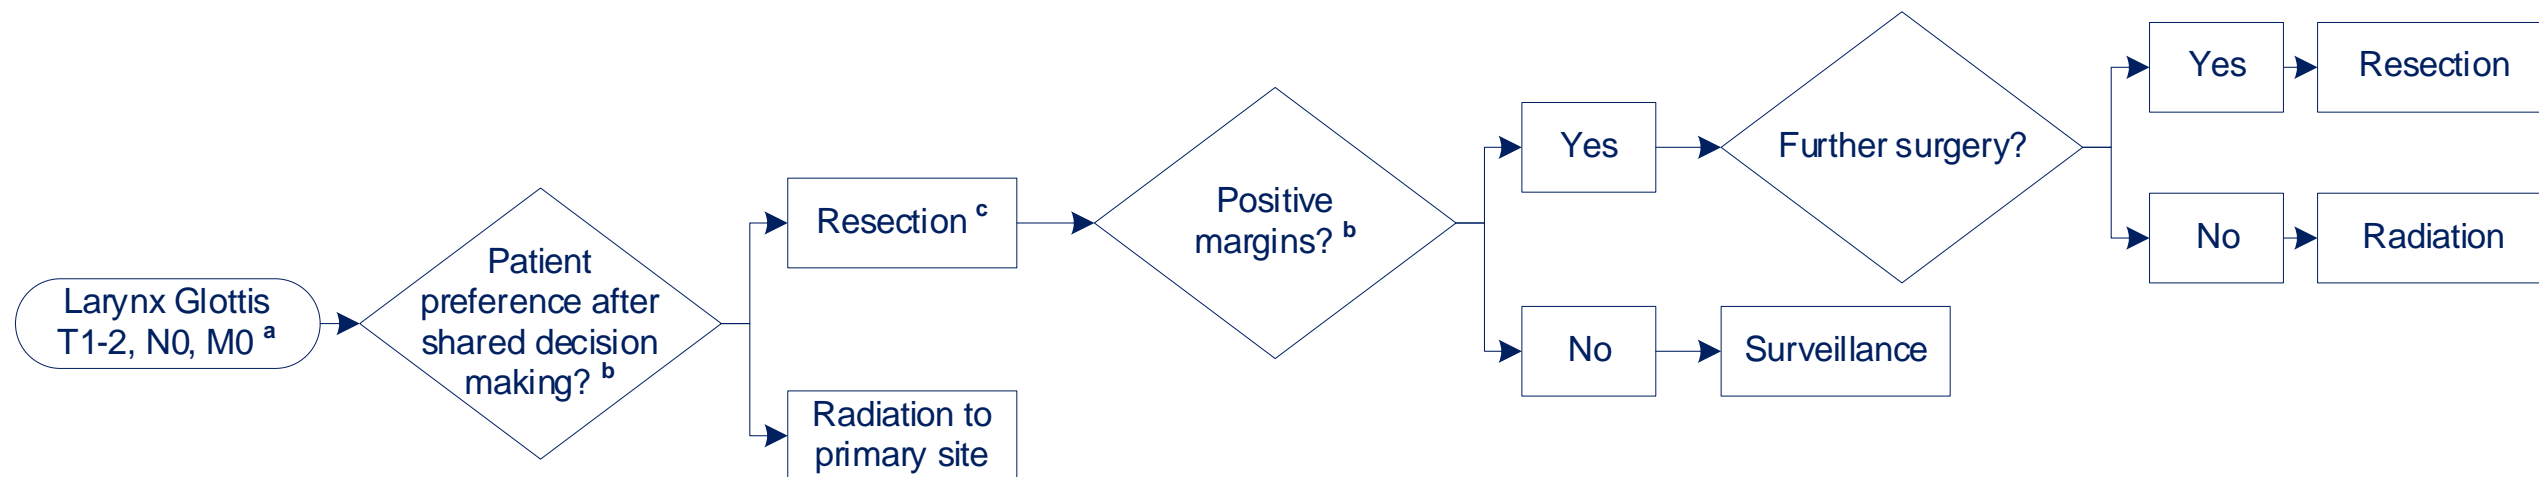 Larynx Glottis
T1-2, N0, M0 a
Patient
preference after
shared decision
making? b
Resection c
Radiation to
primary site
Positive
margins? b
Yes
No
Surveillance
Further surgery?
Yes
Resection
No
Radiation